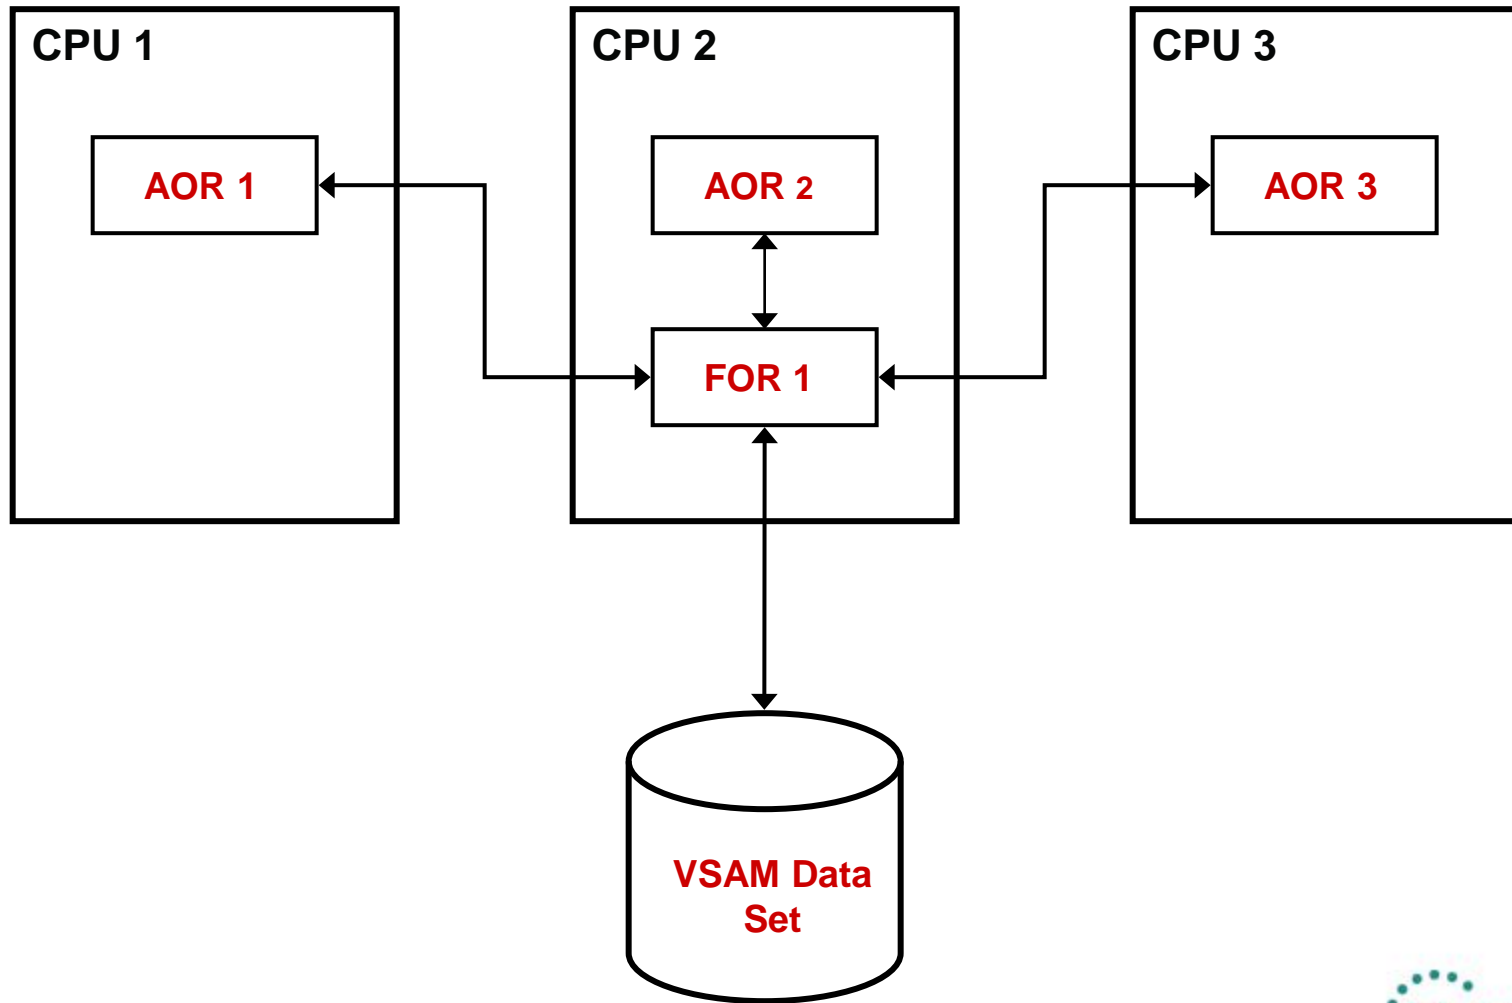 CPU 1
CPU 2
CPU 3
AOR 1
AOR 2
AOR 3
FOR 1
VSAM Data
Set